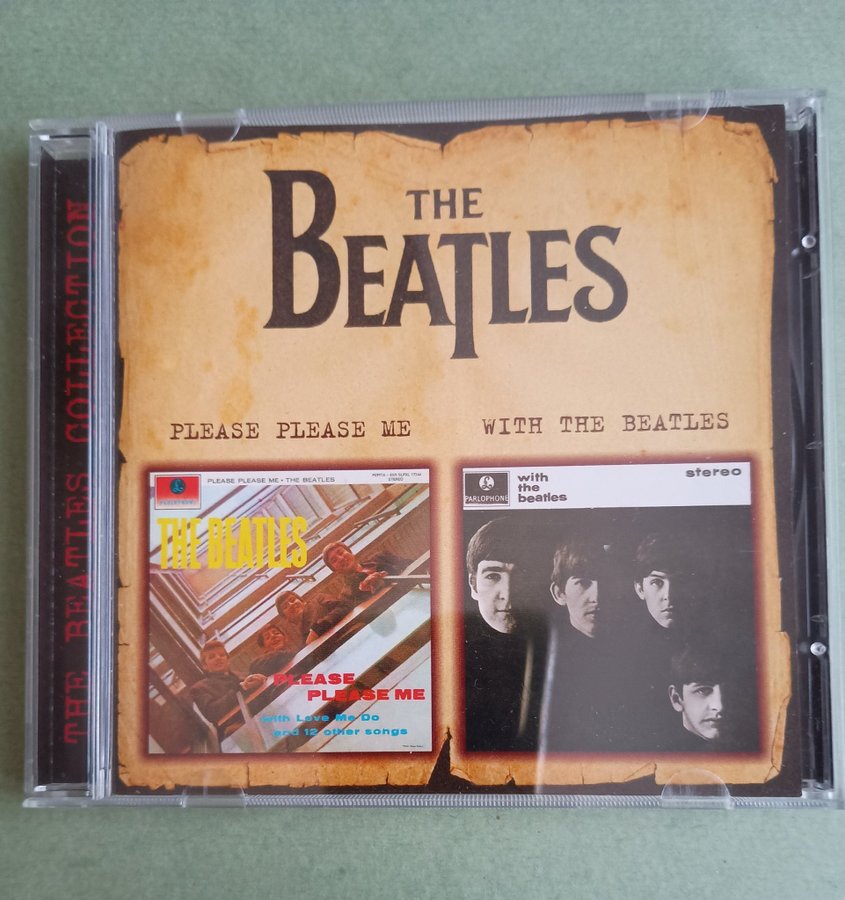 THE BEATLES COLLECTION
THE
BEATLES
PLEASE PLEASE ME
WITH THE BEATLES
PARLOPHONE
PLEASE PLEASE ME • THE BEATLES
STEREO
THE BEATLES
PLEASE
PLEASE ME
with Love Me Do
and 12 other songs
PARLOPHONE
with
the
beatles
stereo